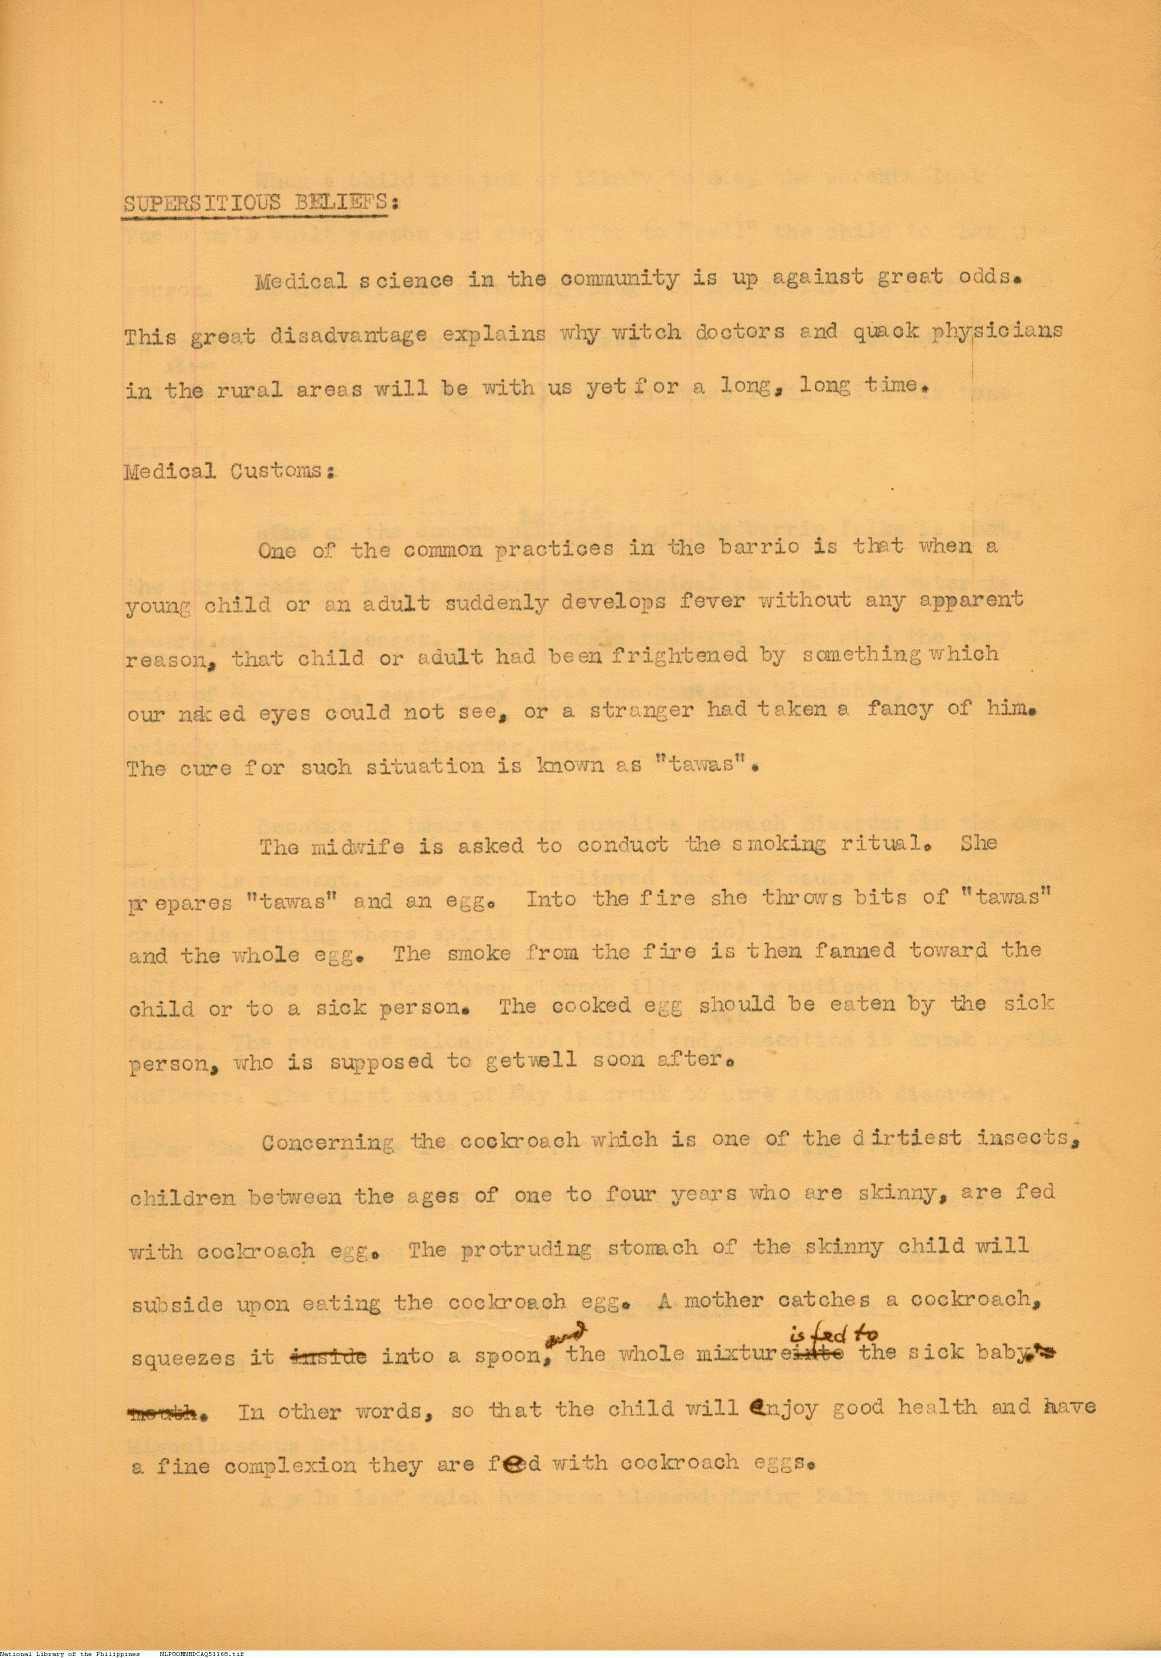 SUPERSITIOUS BELIEFS:
Medical science in the community is up against great odds.
This great disadvantage explains why witch doctors and quack physicians
in the rural areas will be with us yet for a long, long time.
Medical Customs:
One of the common practices in the barrio is that when a
young child or an adult suddenly develops fever without any apparent
reason, that child or adult had been frightened by something which
our naked eyes could not see, or a stranger had taken a fancy of him.
The cure for such situation is known as "tawas".
The midwife is asked to conduct the smoking ritual. She
prepares "tawas" and an egg. Into the fire she throws bits of "tawas"
and the whole egg. The smoke from the fire is then fanned toward the
child or to a sick person. The cooked egg should be eaten by the sick
person, who is supposed to get well soon after.
Concerning the cockroach which is one of the dirtiest insects,
children between the ages of one to four years who are skinny, are fed
with cockroach egg. The protruding stomach of the skinny child will
subside upon eating the cockroach egg. A mother catches a cockroach,
squeezes it inside into a spoon, and the whole mixture into is fed to the sick baby's
mouth. In other words, so that the child will enjoy good health and have
a fine complexion they are feed with cockroach eggs.
National Library of the Philippines NLPOOMNHDCAQ51165.tif